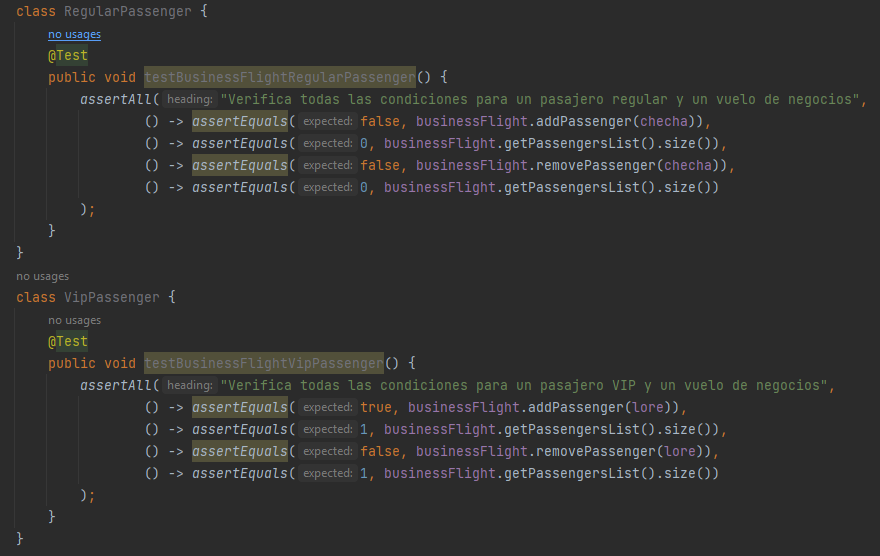 class RegularPassenger {
no usages
@Test
public void testBusinessFlightRegularPassenger() {
assertAll( heading: "Verifica todas las condiciones para un pasajero regular y un vuelo de negocios",
() -> assertEquals( expected: false, businessFlight.addPassenger(checha)),
() -> assertEquals( expected: 0, businessFlight.getPassengersList().size()),
() -> assertEquals( expected: false, businessFlight.removePassenger(checha)),
() -> assertEquals( expected: 0, businessFlight.getPassengersList().size())
);
}
}
no usages
class VipPassenger {
no usages
@Test
public void testBusinessFlightVipPassenger() {
assertAll( heading: "Verifica todas las condiciones para un pasajero VIP y un vuelo de negocios",
() -> assertEquals( expected: true, businessFlight.addPassenger(lore)),
() -> assertEquals( expected: 1, businessFlight.getPassengersList().size()),
() -> assertEquals( expected: false, businessFlight.removePassenger(lore)),
() -> assertEquals( expected: 1, businessFlight.getPassengersList().size())
);
}
}